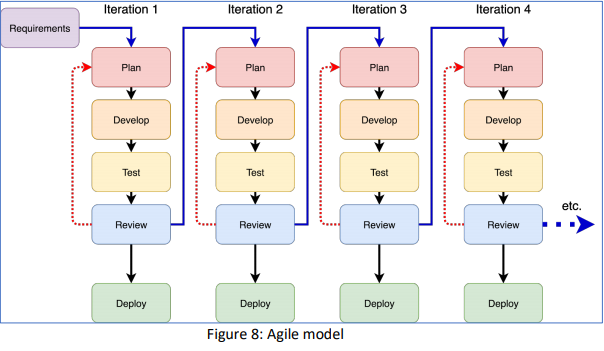 Iteration 1 Iteration 2 Iteration 3 Iteration 4
Requirements
Plan Plan Plan Plan
Develop Develop Develop Develop
Test Test Test Test
etc.
Review Review Review Review
Deploy Deploy Deploy Deploy
Figure 8: Agile model